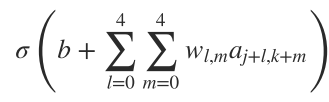 σ ( b + ∑_{l=0}^{4} ∑_{m=0}^{4} w_{l,m} a_{j+l,k+m} )